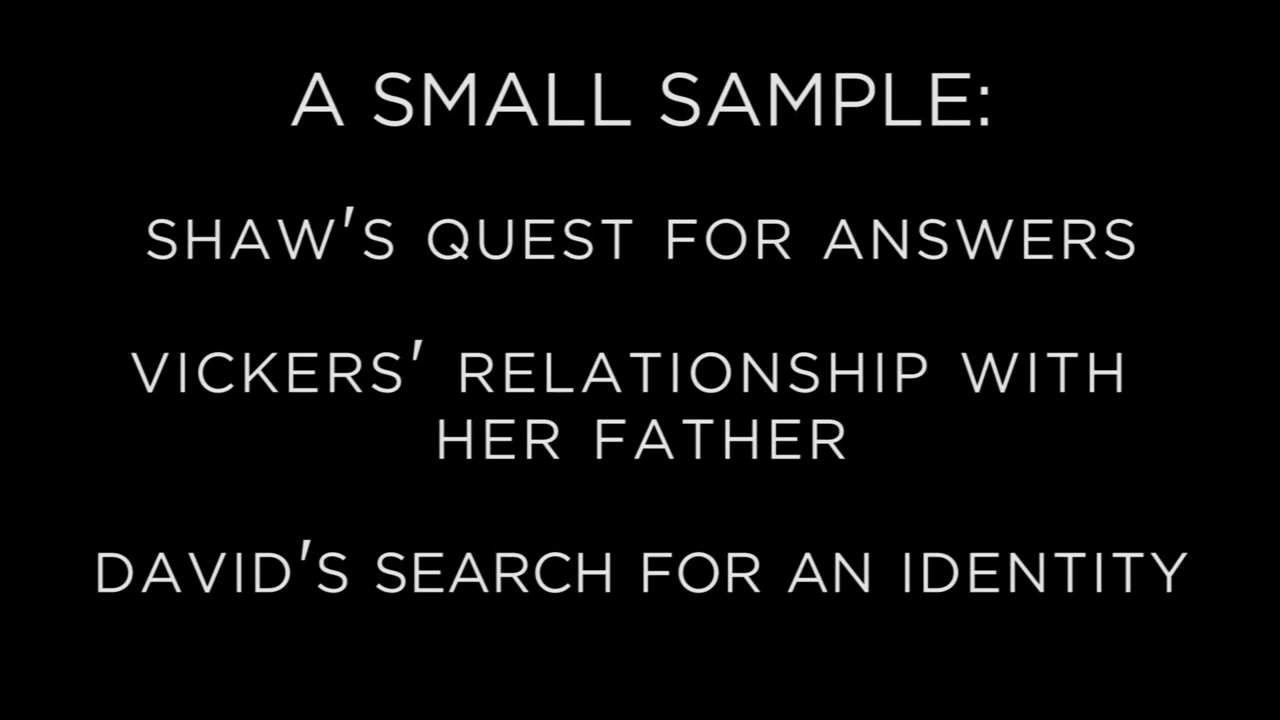 A SMALL SAMPLE:
SHAW'S QUEST FOR ANSWERS
VICKERS' RELATIONSHIP WITH
HER FATHER
DAVID'S SEARCH FOR AN IDENTITY